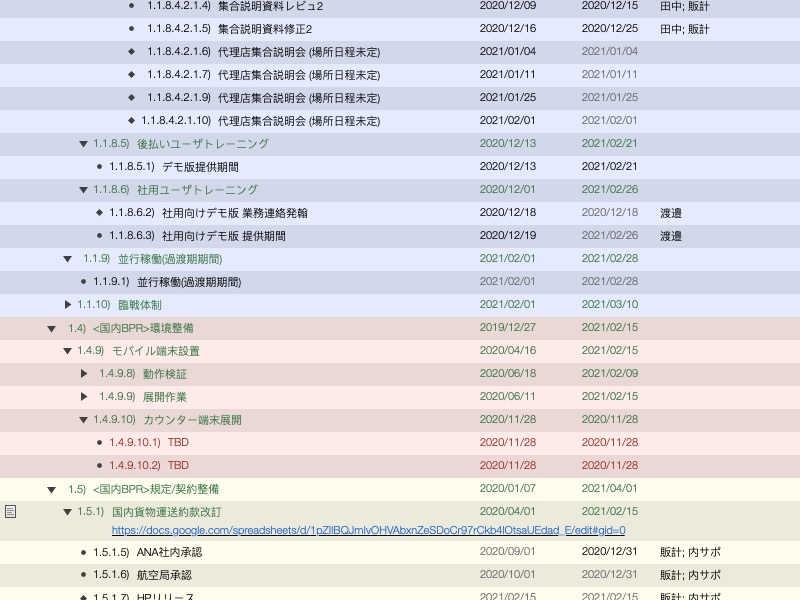 1.1.8.4.2.1.4) 集合説明資料レビュ2 2020/12/09 2020/12/15 田中; 販計
1.1.8.4.2.1.5) 集合説明資料修正2 2020/12/16 2020/12/25 田中; 販計
1.1.8.4.2.1.6) 代理店集合説明会 (場所日程未定) 2021/01/04 2021/01/04
1.1.8.4.2.1.7) 代理店集合説明会 (場所日程未定) 2021/01/11 2021/01/11
1.1.8.4.2.1.9) 代理店集合説明会 (場所日程未定) 2021/01/25 2021/01/25
1.1.8.4.2.1.10) 代理店集合説明会 (場所日程未定) 2021/02/01 2021/02/01
1.1.8.5) 後払いユーザトレーニング 2020/12/13 2021/02/21
1.1.8.5.1) デモ版提供期間 2020/12/13 2021/02/21
1.1.8.6) 社用ユーザトレーニング 2020/12/01 2021/02/26
1.1.8.6.2) 社用向けデモ版 業務連絡発翰 2020/12/18 2020/12/18 渡邉
1.1.8.6.3) 社用向けデモ版 提供期間 2020/12/19 2021/02/26 渡邉
1.1.9) 並行稼働(過渡期期間) 2021/02/01 2021/02/28
1.1.9.1) 並行稼働(過渡期期間) 2021/02/01 2021/02/28
1.1.10) 臨戦体制 2021/02/01 2021/03/10
1.4) <国内BPR>環境整備 2019/12/27 2021/02/15
1.4.9) モバイル端末設置 2020/04/16 2021/02/15
1.4.9.8) 動作検証 2020/06/18 2021/02/09
1.4.9.9) 展開作業 2020/06/11 2021/02/15
1.4.9.10) カウンター端末展開 2020/11/28 2020/11/28
1.4.9.10.1) TBD 2020/11/28 2020/11/28
1.4.9.10.2) TBD 2020/11/28 2020/11/28
1.5) <国内BPR>規定/契約整備 2020/01/07 2021/04/01
1.5.1) 国内貨物運送約款改訂 2020/04/01 2021/02/15
https://docs.google.com/spreadsheets/d/1pZIlBQJmIvOHVAbxnZeSDoCr97rCkb4IOtsaUEdad_E/edit#gid=0
1.5.1.5) ANA社内承認 2020/09/01 2020/12/31 販計; 内サポ
1.5.1.6) 航空局承認 2020/10/01 2020/12/31 販計; 内サポ
1.5.1.7) HPリリース 2021/02/15 2021/02/15 販計; 内サポ